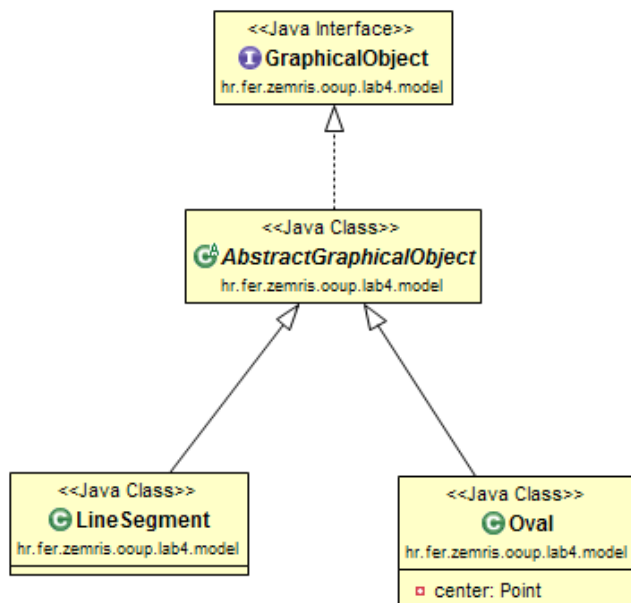 <<Java Interface>>
GraphicalObject
hr.fer.zemris.ooup.lab4.model
<<Java Class>>
AbstractGraphicalObject
hr.fer.zemris.ooup.lab4.model
<<Java Class>>
LineSegment
hr.fer.zemris.ooup.lab4.model
<<Java Class>>
Oval
hr.fer.zemris.ooup.lab4.model
center: Point